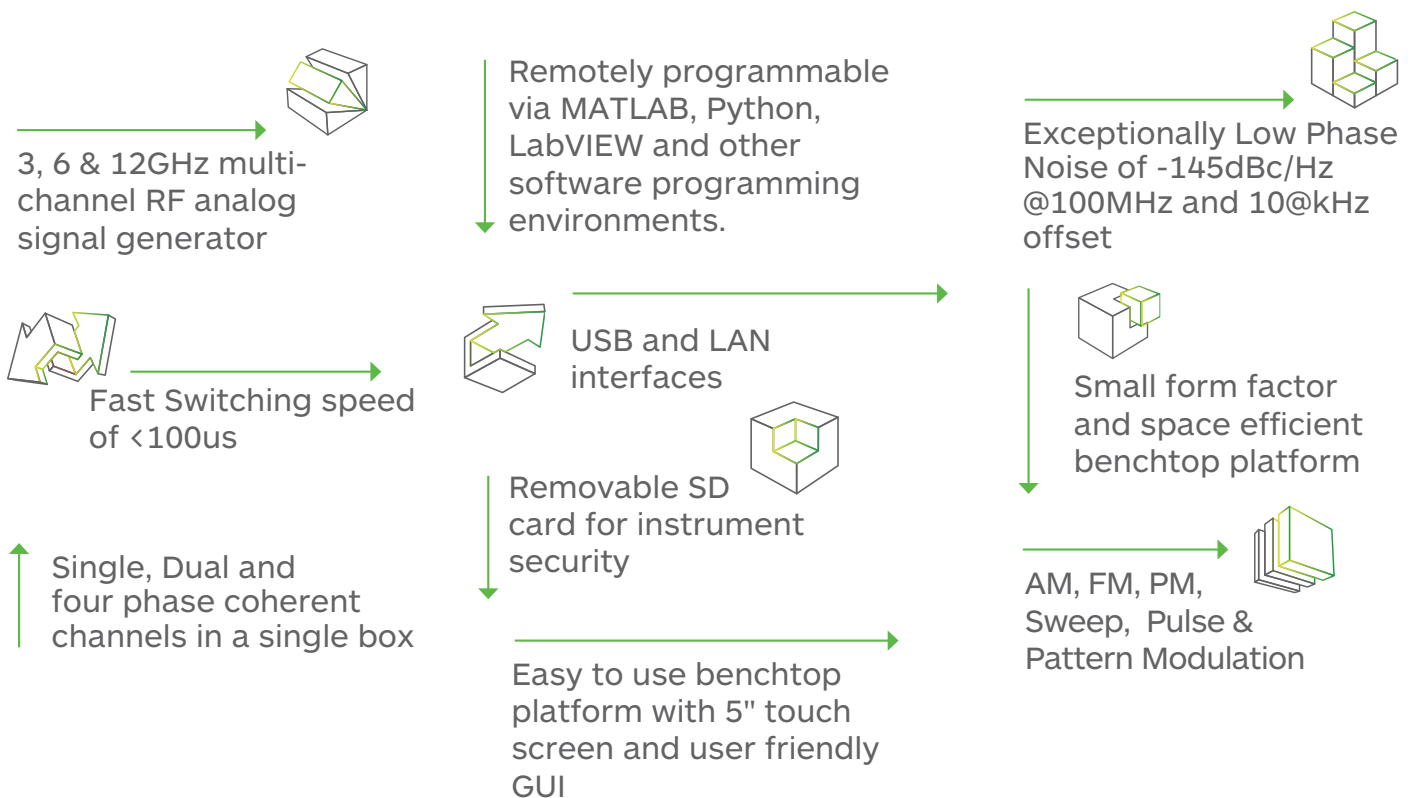 3, 6 & 12GHz multi-
channel RF analog
signal generator
Fast Switching speed
of <100us
Single, Dual and
four phase coherent
channels in a single box
Remotely programmable
via MATLAB, Python,
LabVIEW and other
software programming
environments.
USB and LAN
interfaces
Removable SD
card for instrument
security
Easy to use benchtop
platform with 5" touch
screen and user friendly
GUI
Exceptionally Low Phase
Noise of -145dBc/Hz
@100MHz and 10@kHz
offset
Small form factor
and space efficient
benchtop platform
AM, FM, PM,
Sweep, Pulse &
Pattern Modulation